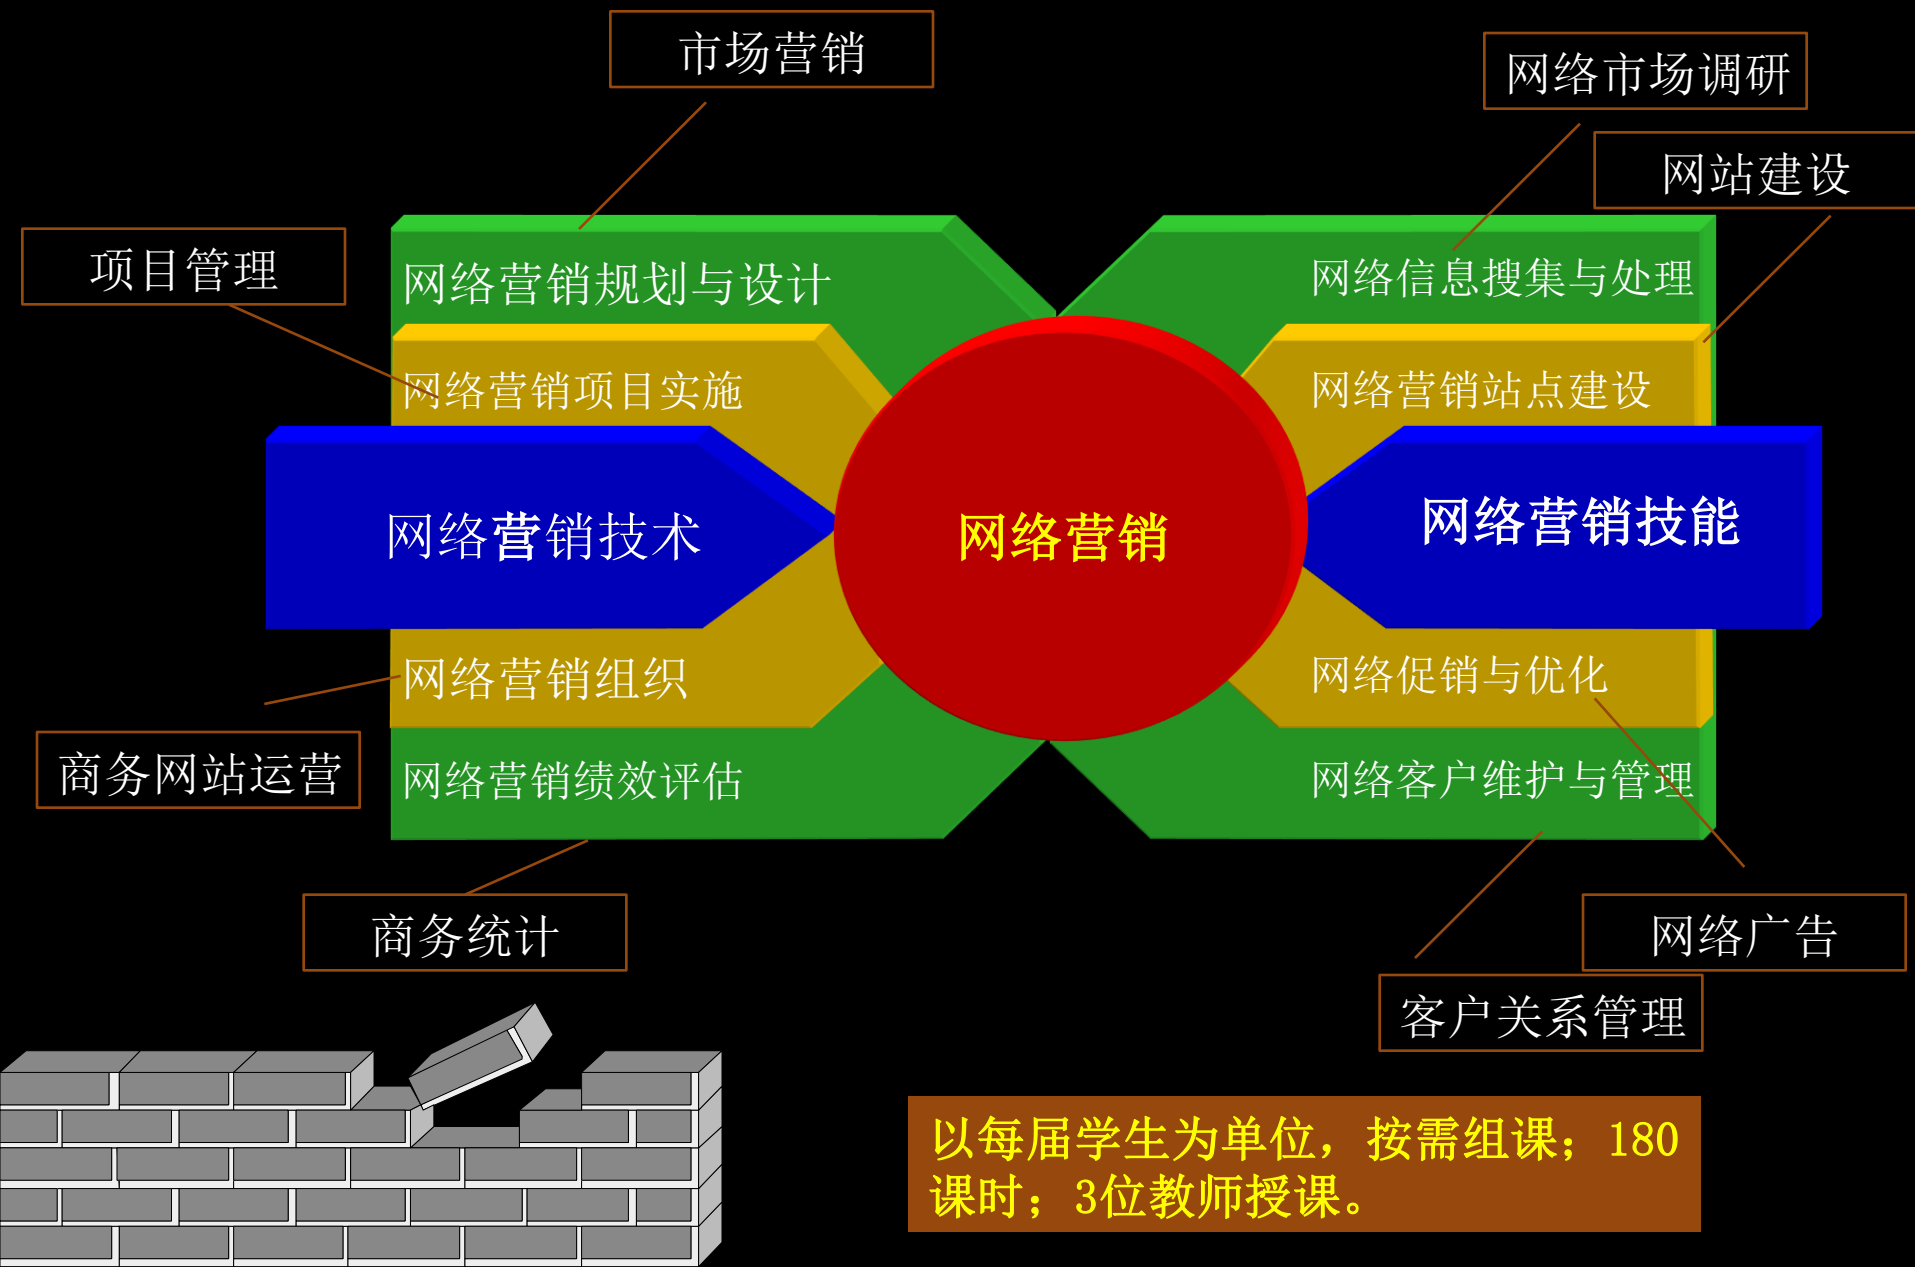 市场营销
网络市场调研
网站建设
项目管理
网络营销规划与设计
网络信息搜集与处理
网络营销项目实施
网络营销站点建设
网络营销技术
网络营销
网络营销技能
网络营销组织
网络促销与优化
商务网站运营
网络营销绩效评估
网络客户维护与管理
商务统计
网络广告
客户关系管理
以每届学生为单位，按需组课；180
课时；3位教师授课。